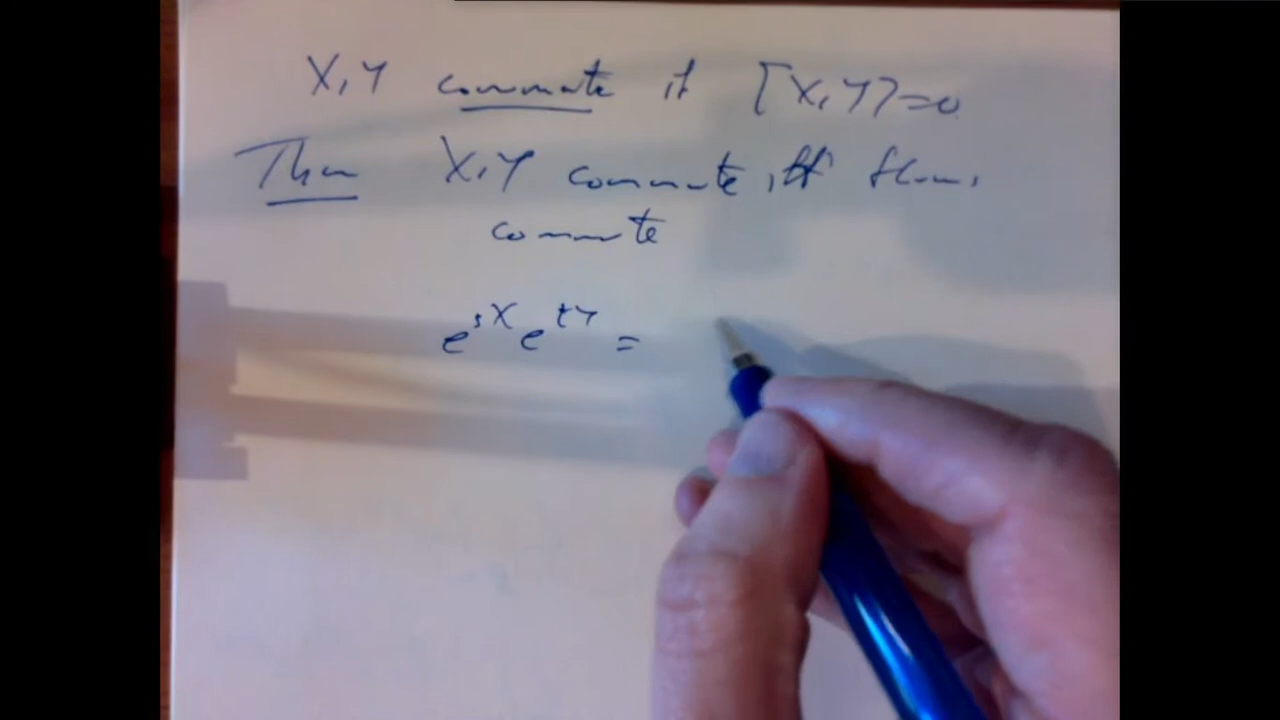 X, Y commute if [X, Y] = 0
Thm X, Y commute iff flows
commute
e^{sX} e^{tY} =